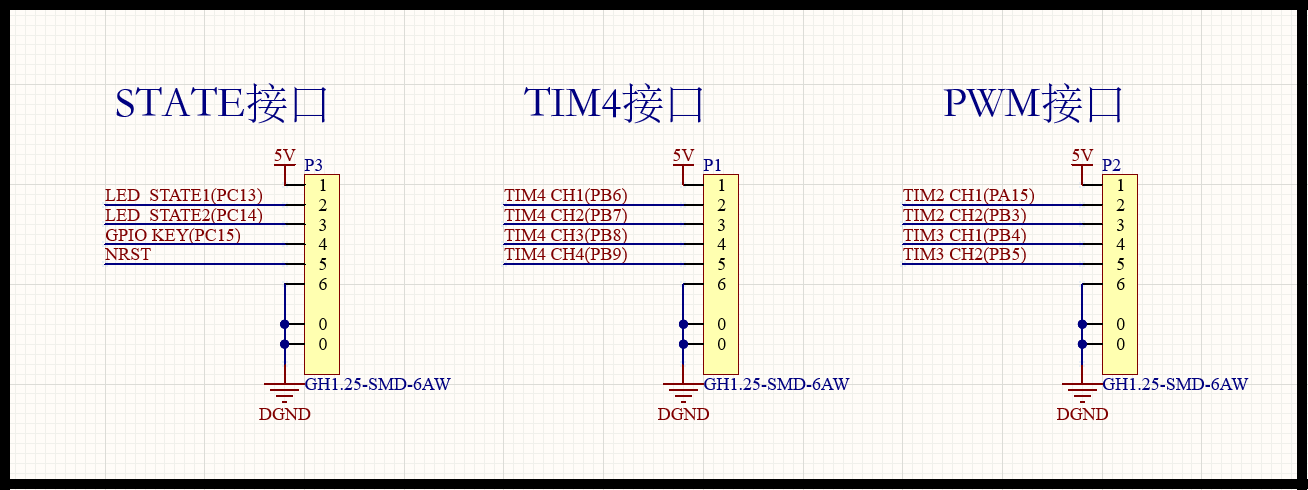 STATE接口
5V
P3
1
LED STATE1(PC13)
2
LED STATE2(PC14)
3
GPIO KEY(PC15)
4
NRST
5
6
0
0
GH1.25-SMD-6AW
DGND
TIM4接口
5V
P1
1
TIM4 CH1(PB6)
2
TIM4 CH2(PB7)
3
TIM4 CH3(PB8)
4
TIM4 CH4(PB9)
5
6
0
0
GH1.25-SMD-6AW
DGND
PWM接口
5V
P2
1
TIM2 CH1(PA15)
2
TIM2 CH2(PB3)
3
TIM3 CH1(PB4)
4
TIM3 CH2(PB5)
5
6
0
0
GH1.25-SMD-6AW
DGND